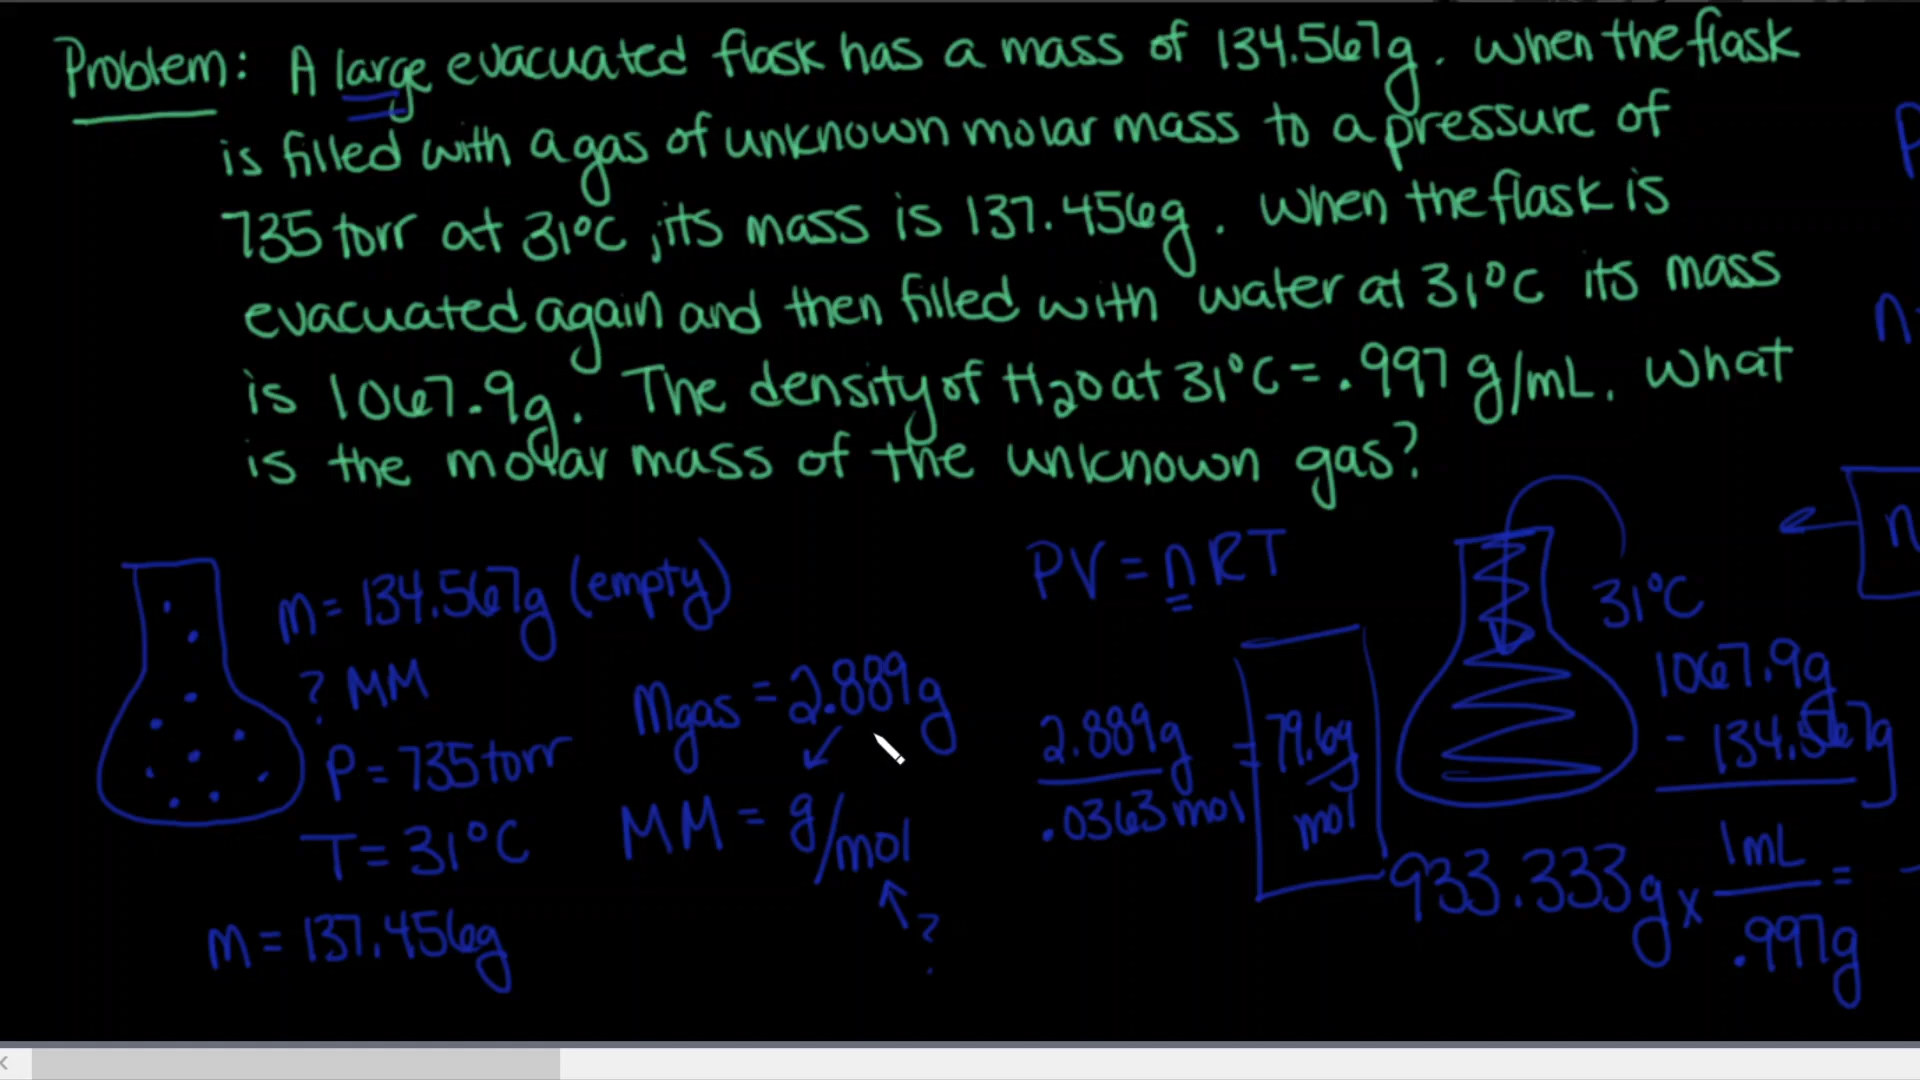 Problem: A large evacuated flask has a mass of 134.567g. When the flask
is filled with a gas of unknown molar mass to a pressure of
735 torr at 31°C, its mass is 137.456g. When the flask is
evacuated again and then filled with water at 31°C its mass
is 1067.9g. The density of H2O at 31°C = .997 g/mL. What
is the molar mass of the unknown gas?
m = 134.567g (empty)
? MM
P = 735 torr
T = 31°C
m = 137.456g
mgas = 2.889g
MM = g/mol
?
PV = nRT
2.889g
.0363 mol
= 79.6g
mol
31°C
1067.9g
- 134.567g
933.333g x 1mL =
.997g
P
n
n